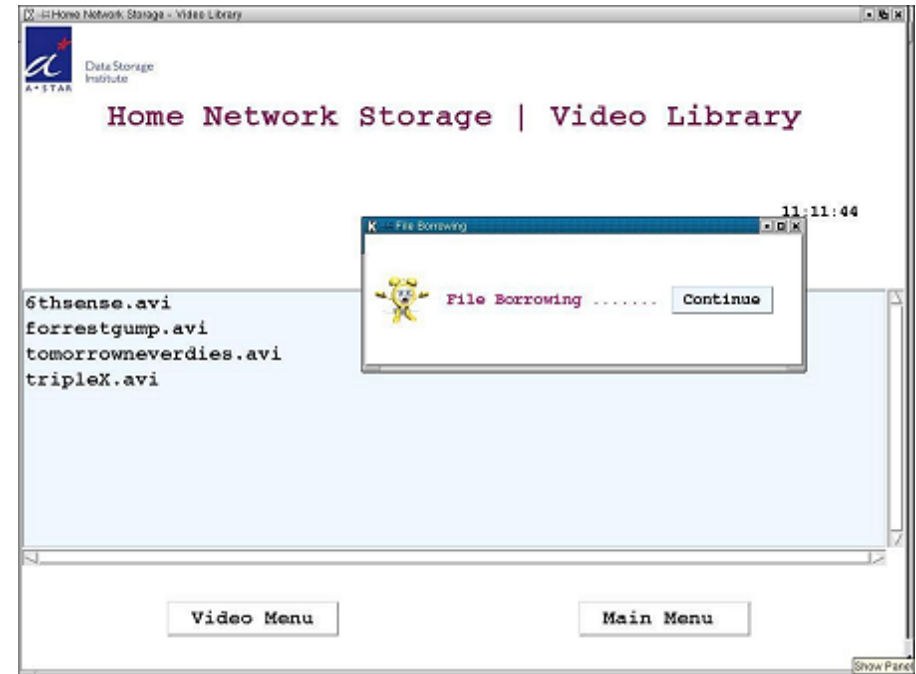 Home Network Storage - Video Library
Data Storage
Institute
A*STAR
Home Network Storage | Video Library
11:11:44
File Borrowing
File Borrowing ....... Continue
6thsense.avi
forrestgump.avi
tomorrowneverdies.avi
tripleX.avi
Video Menu
Main Menu
Show Panel